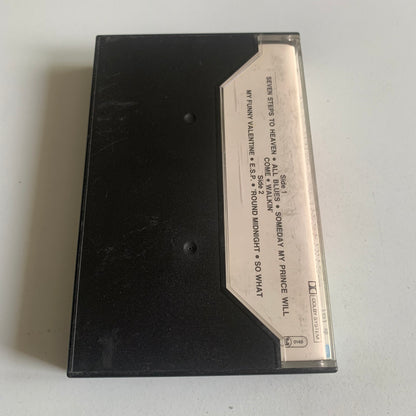 Side 1
SEVEN STEPS TO HEAVEN • ALL BLUES • SOMEDAY MY PRINCE WILL
COME • WALKIN'
Side 2
MY FUNNY VALENTINE • E.S.P. • 'ROUND MIDNIGHT • SO WHAT
DOLBY SYSTEM